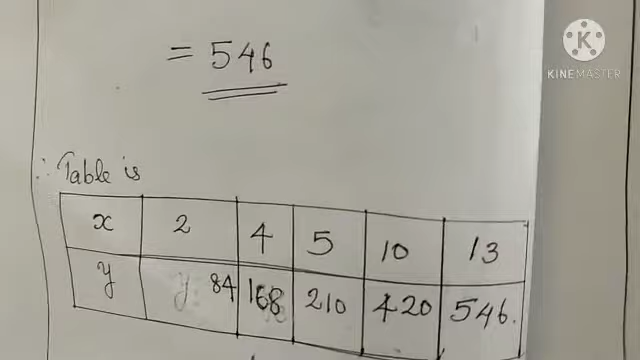 = 546
K
KINEMASTER
∴ Table is
x 2 4 5 10 13
y 84 168 210 420 546.